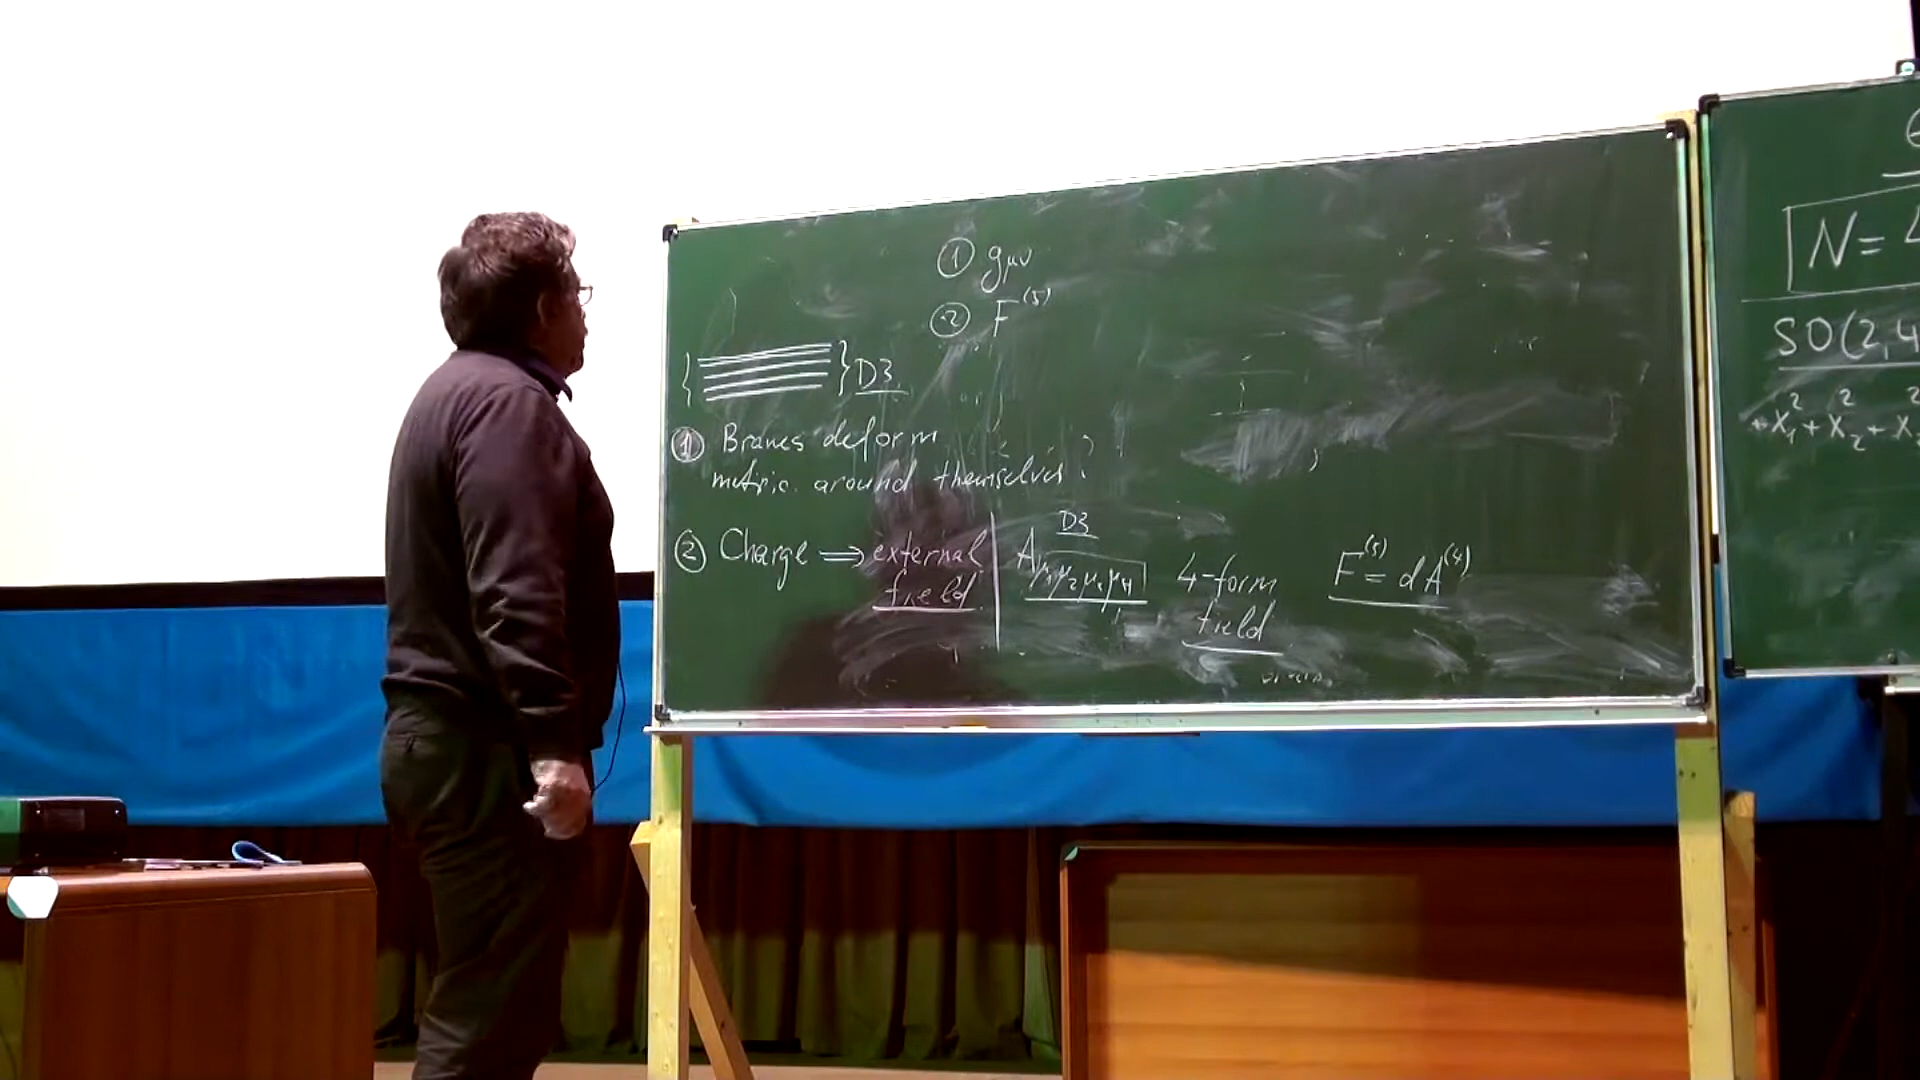 ① gμν
② F⁽⁵⁾
{ } D3
① Branes deform
metric around themselves
② Charge ⟹ external
field
D3
Aμ₁μ₂μ₃μ₄ 4-form
field
F⁽⁵⁾ = dA⁽⁴⁾
N=
SO(2,4
+x₁²+x₂²+x